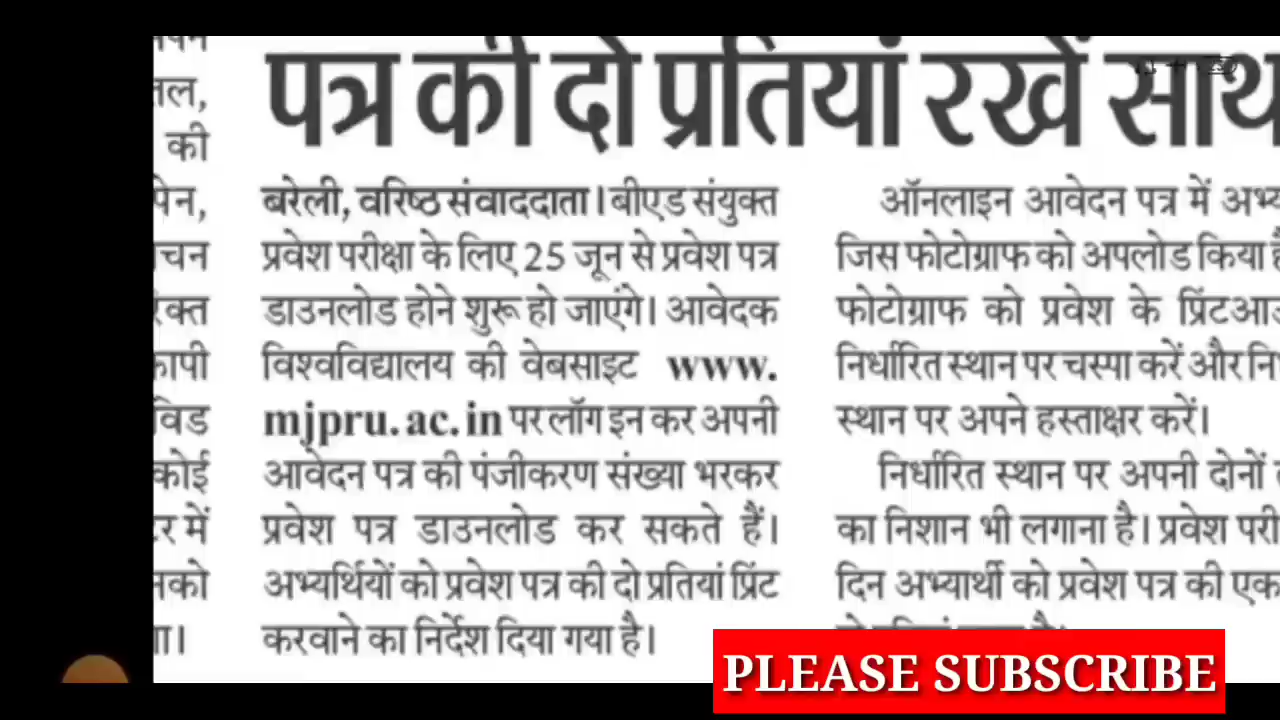 पत्र की दो प्रतियां रखें साथ
तल,
की
चन
कापी
कोई
बरेली, वरिष्ठ संवाददाता। बीएड संयुक्त
प्रवेश परीक्षा के लिए 25 जून से प्रवेश पत्र
डाउनलोड होने शुरू हो जाएंगे। आवेदक
विश्वविद्यालय की वेबसाइट www.
mjpru.ac.in पर लॉग इन कर अपनी
आवेदन पत्र की पंजीकरण संख्या भरकर
प्रवेश पत्र डाउनलोड कर सकते हैं।
अभ्यर्थियों को प्रवेश पत्र की दो प्रतियां प्रिंट
करवाने का निर्देश दिया गया है।
ऑनलाइन आवेदन पत्र में
जिस फोटोग्राफ को अपलोड किया
फोटोग्राफ को प्रवेश के
निर्धारित स्थान पर चस्पा करें और
स्थान पर अपने हस्ताक्षर करें।
निर्धारित स्थान पर अपनी दोनों
का निशान भी लगाना है। प्रवेश
दिन अभ्यार्थी को प्रवेश पत्र की एक
PLEASE SUBSCRIBE